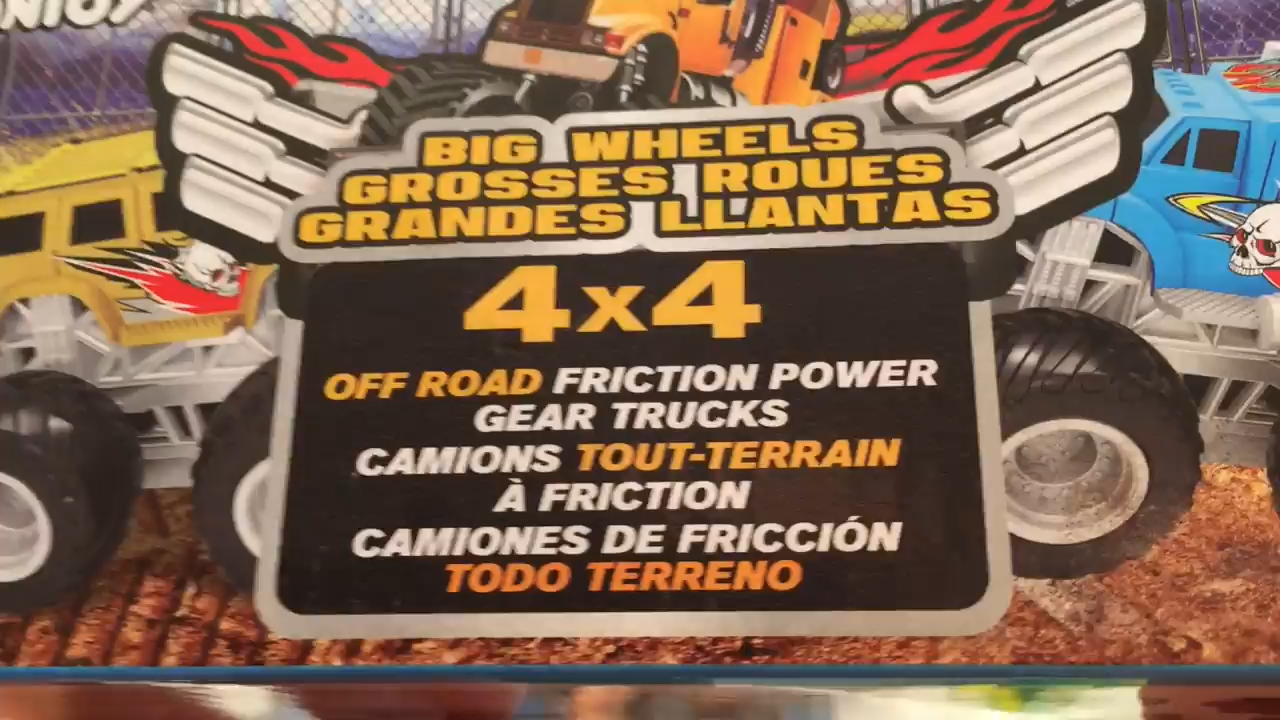 BIG WHEELS
GROSSES ROUES
GRANDES LLANTAS
4x4
OFF ROAD FRICTION POWER
GEAR TRUCKS
CAMIONS TOUT-TERRAIN
À FRICTION
CAMIONES DE FRICCIÓN
TODO TERRENO